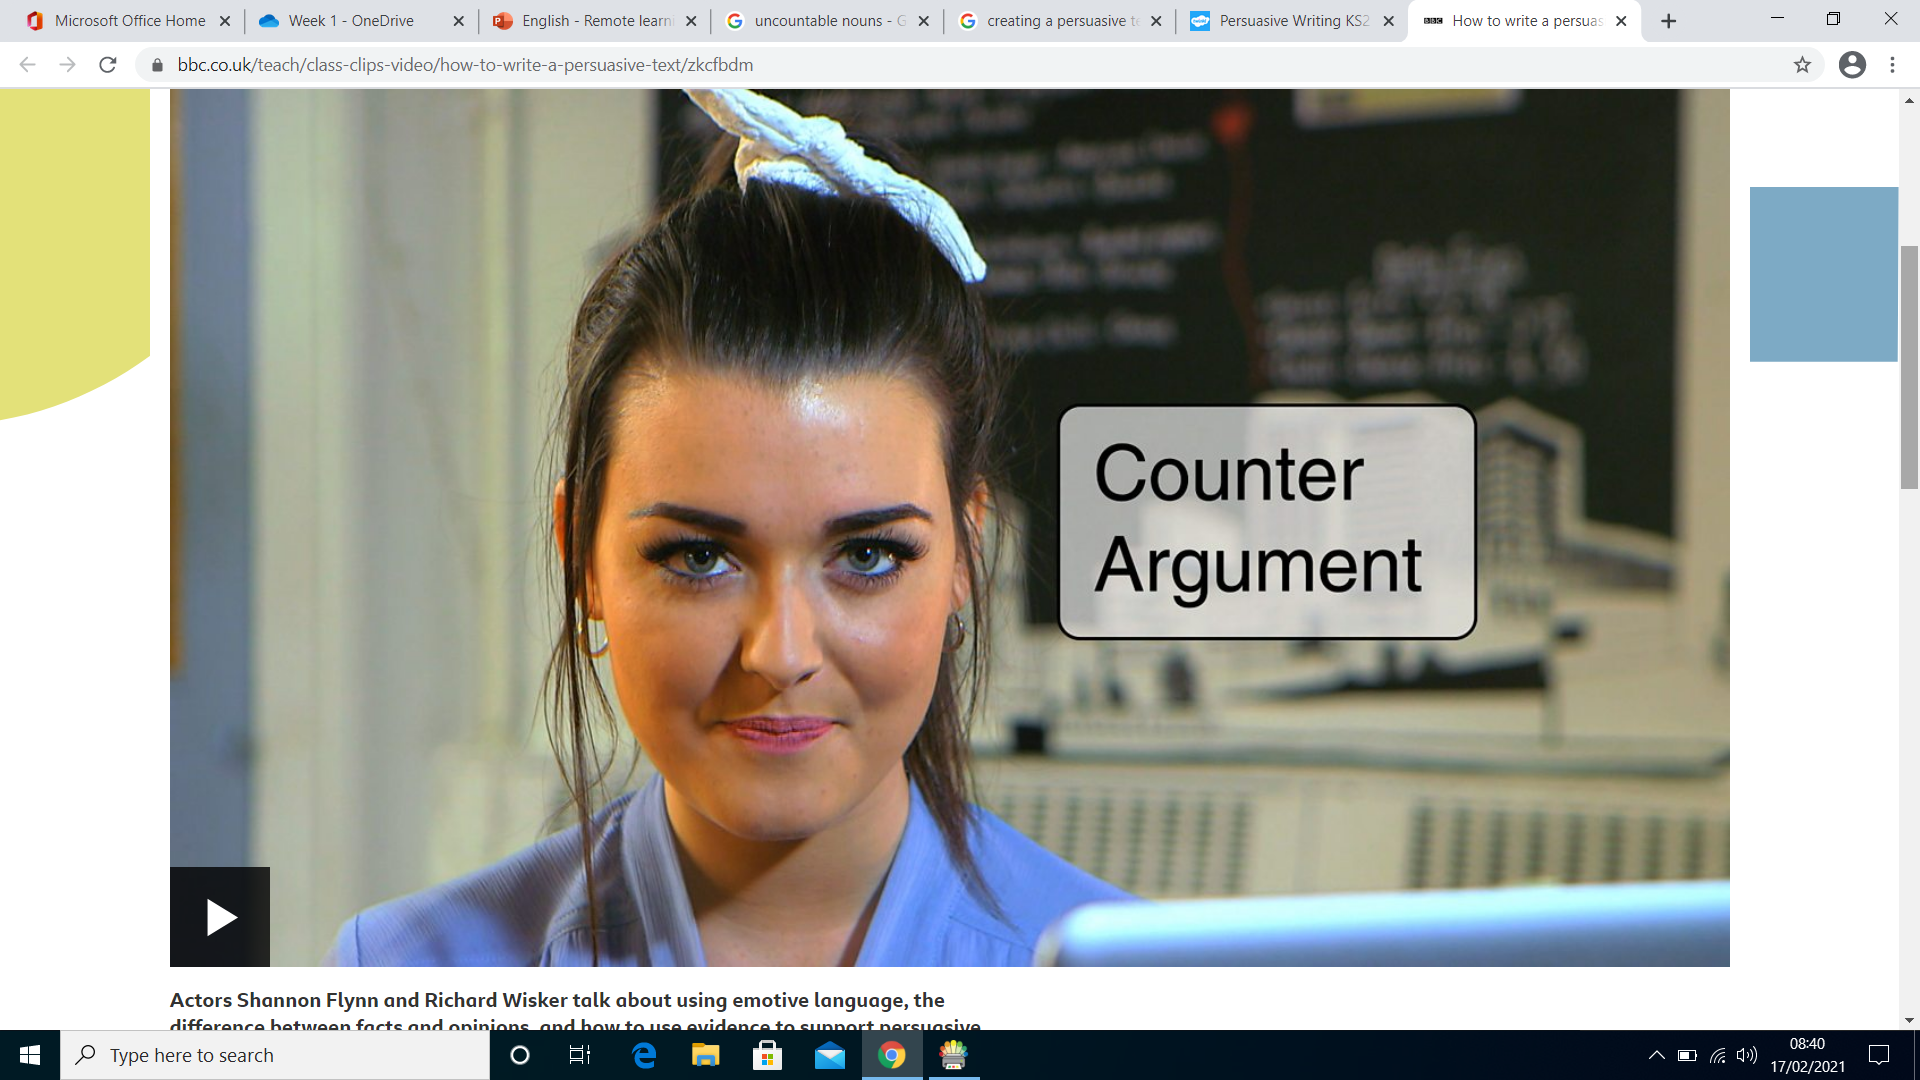 Microsoft Office Home
Week 1 - OneDrive
English - Remote learni
uncountable nouns - G
creating a persuasive te
Persuasive Writing KS2
BBC
How to write a persuas
bbc.co.uk/teach/class-clips-video/how-to-write-a-persuasive-text/zkcfbdm
Counter
Argument
Actors Shannon Flynn and Richard Wisker talk about using emotive language, the
difference between facts and opinions, and how to use evidence to support persuasive
Type here to search
08:40
17/02/2021